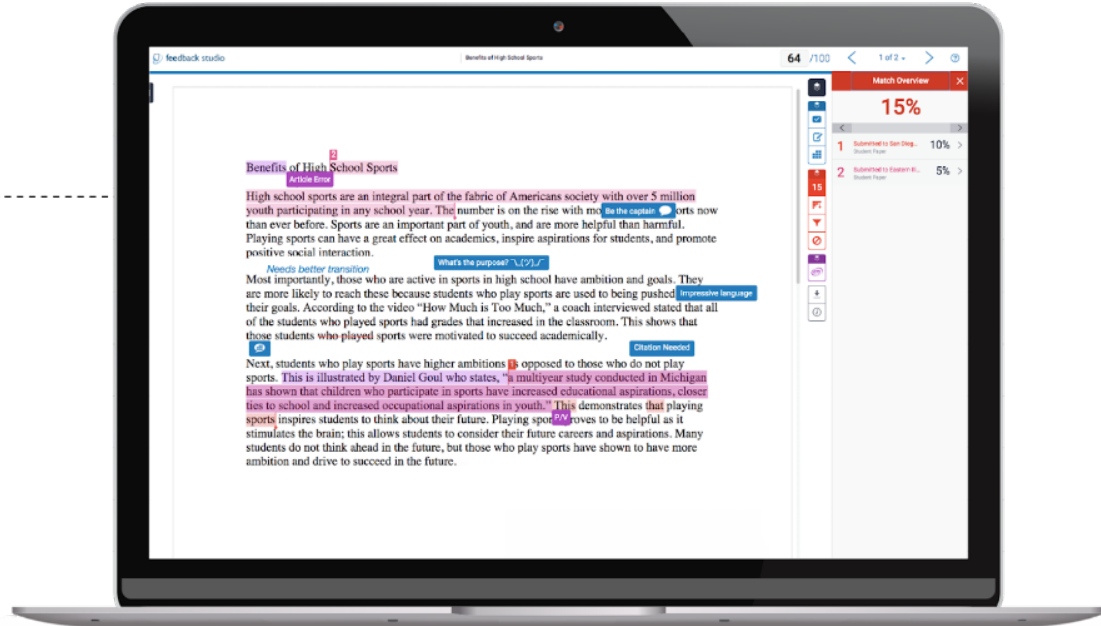 feedback studio
Benefits of High School Sports
64 /100
1 of 2
Match Overview
15%
1 Submitted to San Dieg... 10%
Student Paper
2 Submitted to Eastern Il... 5%
Student Paper
15
2
Benefits of High School Sports
Article Error
High school sports are an integral part of the fabric of Americans society with over 5 million
youth participating in any school year. The number is on the rise with mo Be the captain orts now
than ever before. Sports are an important part of youth, and are more helpful than harmful.
Playing sports can have a great effect on academics, inspire aspirations for students, and promote
positive social interaction.
What's the purpose? ¯\_(ツ)_/¯
Needs better transition
Most importantly, those who are active in sports in high school have ambition and goals. They
are more likely to reach these because students who play sports are used to being pushed Impressive language
their goals. According to the video “How Much is Too Much,” a coach interviewed stated that all
of the students who played sports had grades that increased in the classroom. This shows that
those students who played sports were motivated to succeed academically.
Citation Needed
Next, students who play sports have higher ambitions 1s opposed to those who do not play
sports. This is illustrated by Daniel Goul who states, “a multiyear study conducted in Michigan
has shown that children who participate in sports have increased educational aspirations, closer
ties to school and increased occupational aspirations in youth.” This demonstrates that playing
sports inspires students to think about their future. Playing spor P/V roves to be helpful as it
stimulates the brain; this allows students to consider their future careers and aspirations. Many
students do not think ahead in the future, but those who play sports have shown to have more
ambition and drive to succeed in the future.